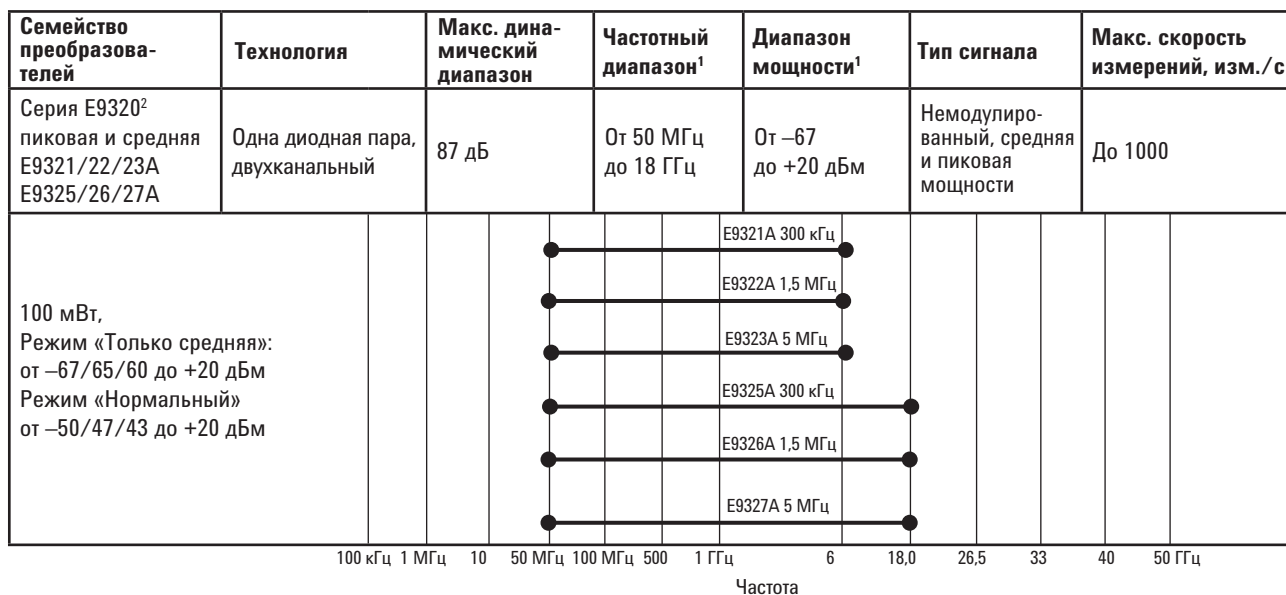 Семейство
преобразова-
телей
Технология
Макс. дина-
мический
диапазон
Частотный
диапазон¹
Диапазон
мощности¹
Тип сигнала
Макс. скорость
измерений, изм./с
Серия E9320²
пиковая и средняя
E9321/22/23A
E9325/26/27A
Одна диодная пара,
двухканальный
87 дБ
От 50 МГц
до 18 ГГц
От –67
до +20 дБм
Немодулиро-
ванный, средняя
и пиковая
мощности
До 1000
100 мВт,
Режим «Только средняя»:
от –67/65/60 до +20 дБм
Режим «Нормальный»
от –50/47/43 до +20 дБм
E9321A 300 кГц
E9322A 1,5 МГц
E9323A 5 МГц
E9325A 300 кГц
E9326A 1,5 МГц
E9327A 5 МГц
100 кГц 1 МГц 10 50 МГц 100 МГц 500 1 ГГц 6 18,0 26,5 33 40 50 ГГц
Частота